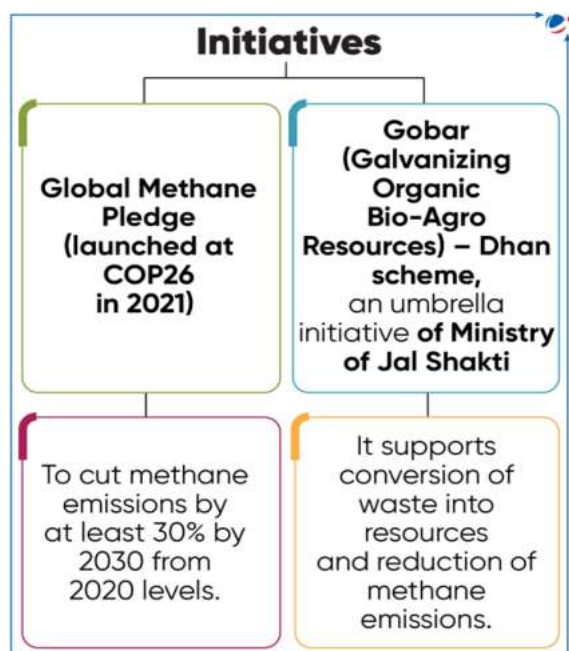 Initiatives
Global Methane
Pledge
(launched at
COP26
in 2021)
Gobar
(Galvanizing
Organic
Bio-Agro
Resources) – Dhan
scheme,
an umbrella
initiative of Ministry
of Jal Shakti
To cut methane
emissions by
at least 30% by
2030 from
2020 levels.
It supports
conversion of
waste into
resources
and reduction of
methane
emissions.